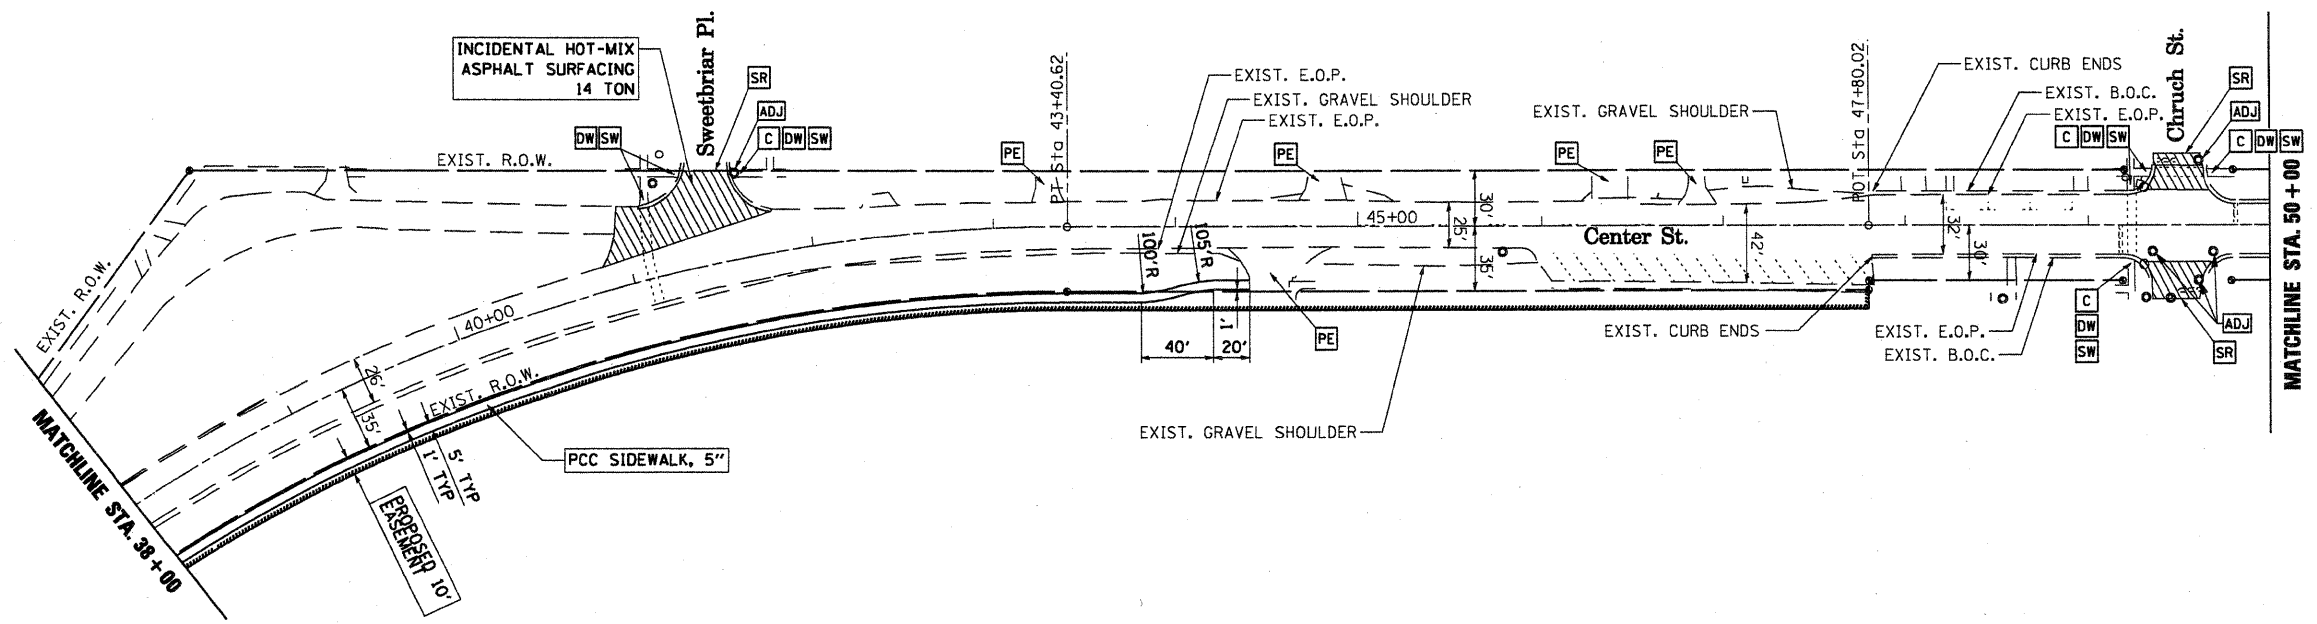 INCIDENTAL HOT-MIX
ASPHALT SURFACING
14 TON
Sweetbriar Pl.
SR
ADJ
DW SW
C DW SW
EXIST. R.O.W.
EXIST. R.O.W.
PT Sta 43+40.62
PE
EXIST. E.O.P.
EXIST. GRAVEL SHOULDER
EXIST. E.O.P.
PE
EXIST. GRAVEL SHOULDER
PE
PE
POT Sta 47+80.02
EXIST. CURB ENDS
EXIST. B.O.C.
EXIST. E.O.P.
C DW SW
Chruch St.
SR
ADJ
C DW SW
MATCHLINE STA. 50+00
30'
45+00
25'
35'
Center St.
42'
32'
30'
100'R
105'R
1'
40'
20'
PE
EXIST. CURB ENDS
EXIST. E.O.P.
EXIST. B.O.C.
C
DW
SW
ADJ
SR
EXIST. GRAVEL SHOULDER
40+00
26'
35'
EXIST. R.O.W.
PCC SIDEWALK, 5"
5' TYP
1' TYP
PROPOSED 10'
EASEMENT
MATCHLINE STA. 38+00